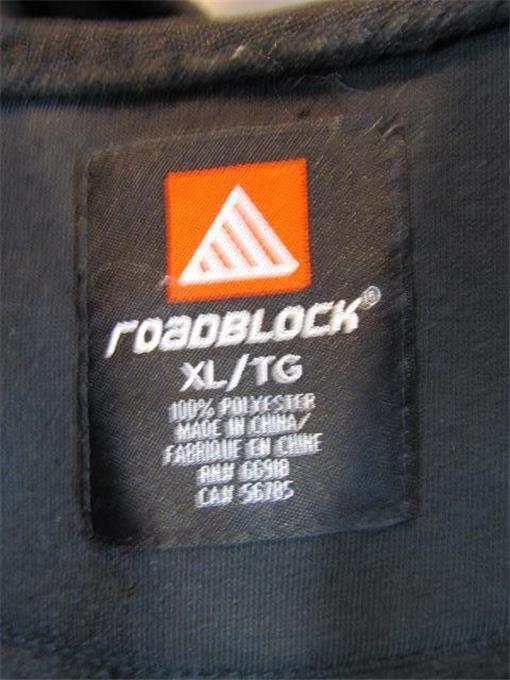 roadblock®
XL/TG
100% POLYESTER
MADE IN CHINA/
FABRIQUE EN CHINE
RN# 66918
CA# 56785